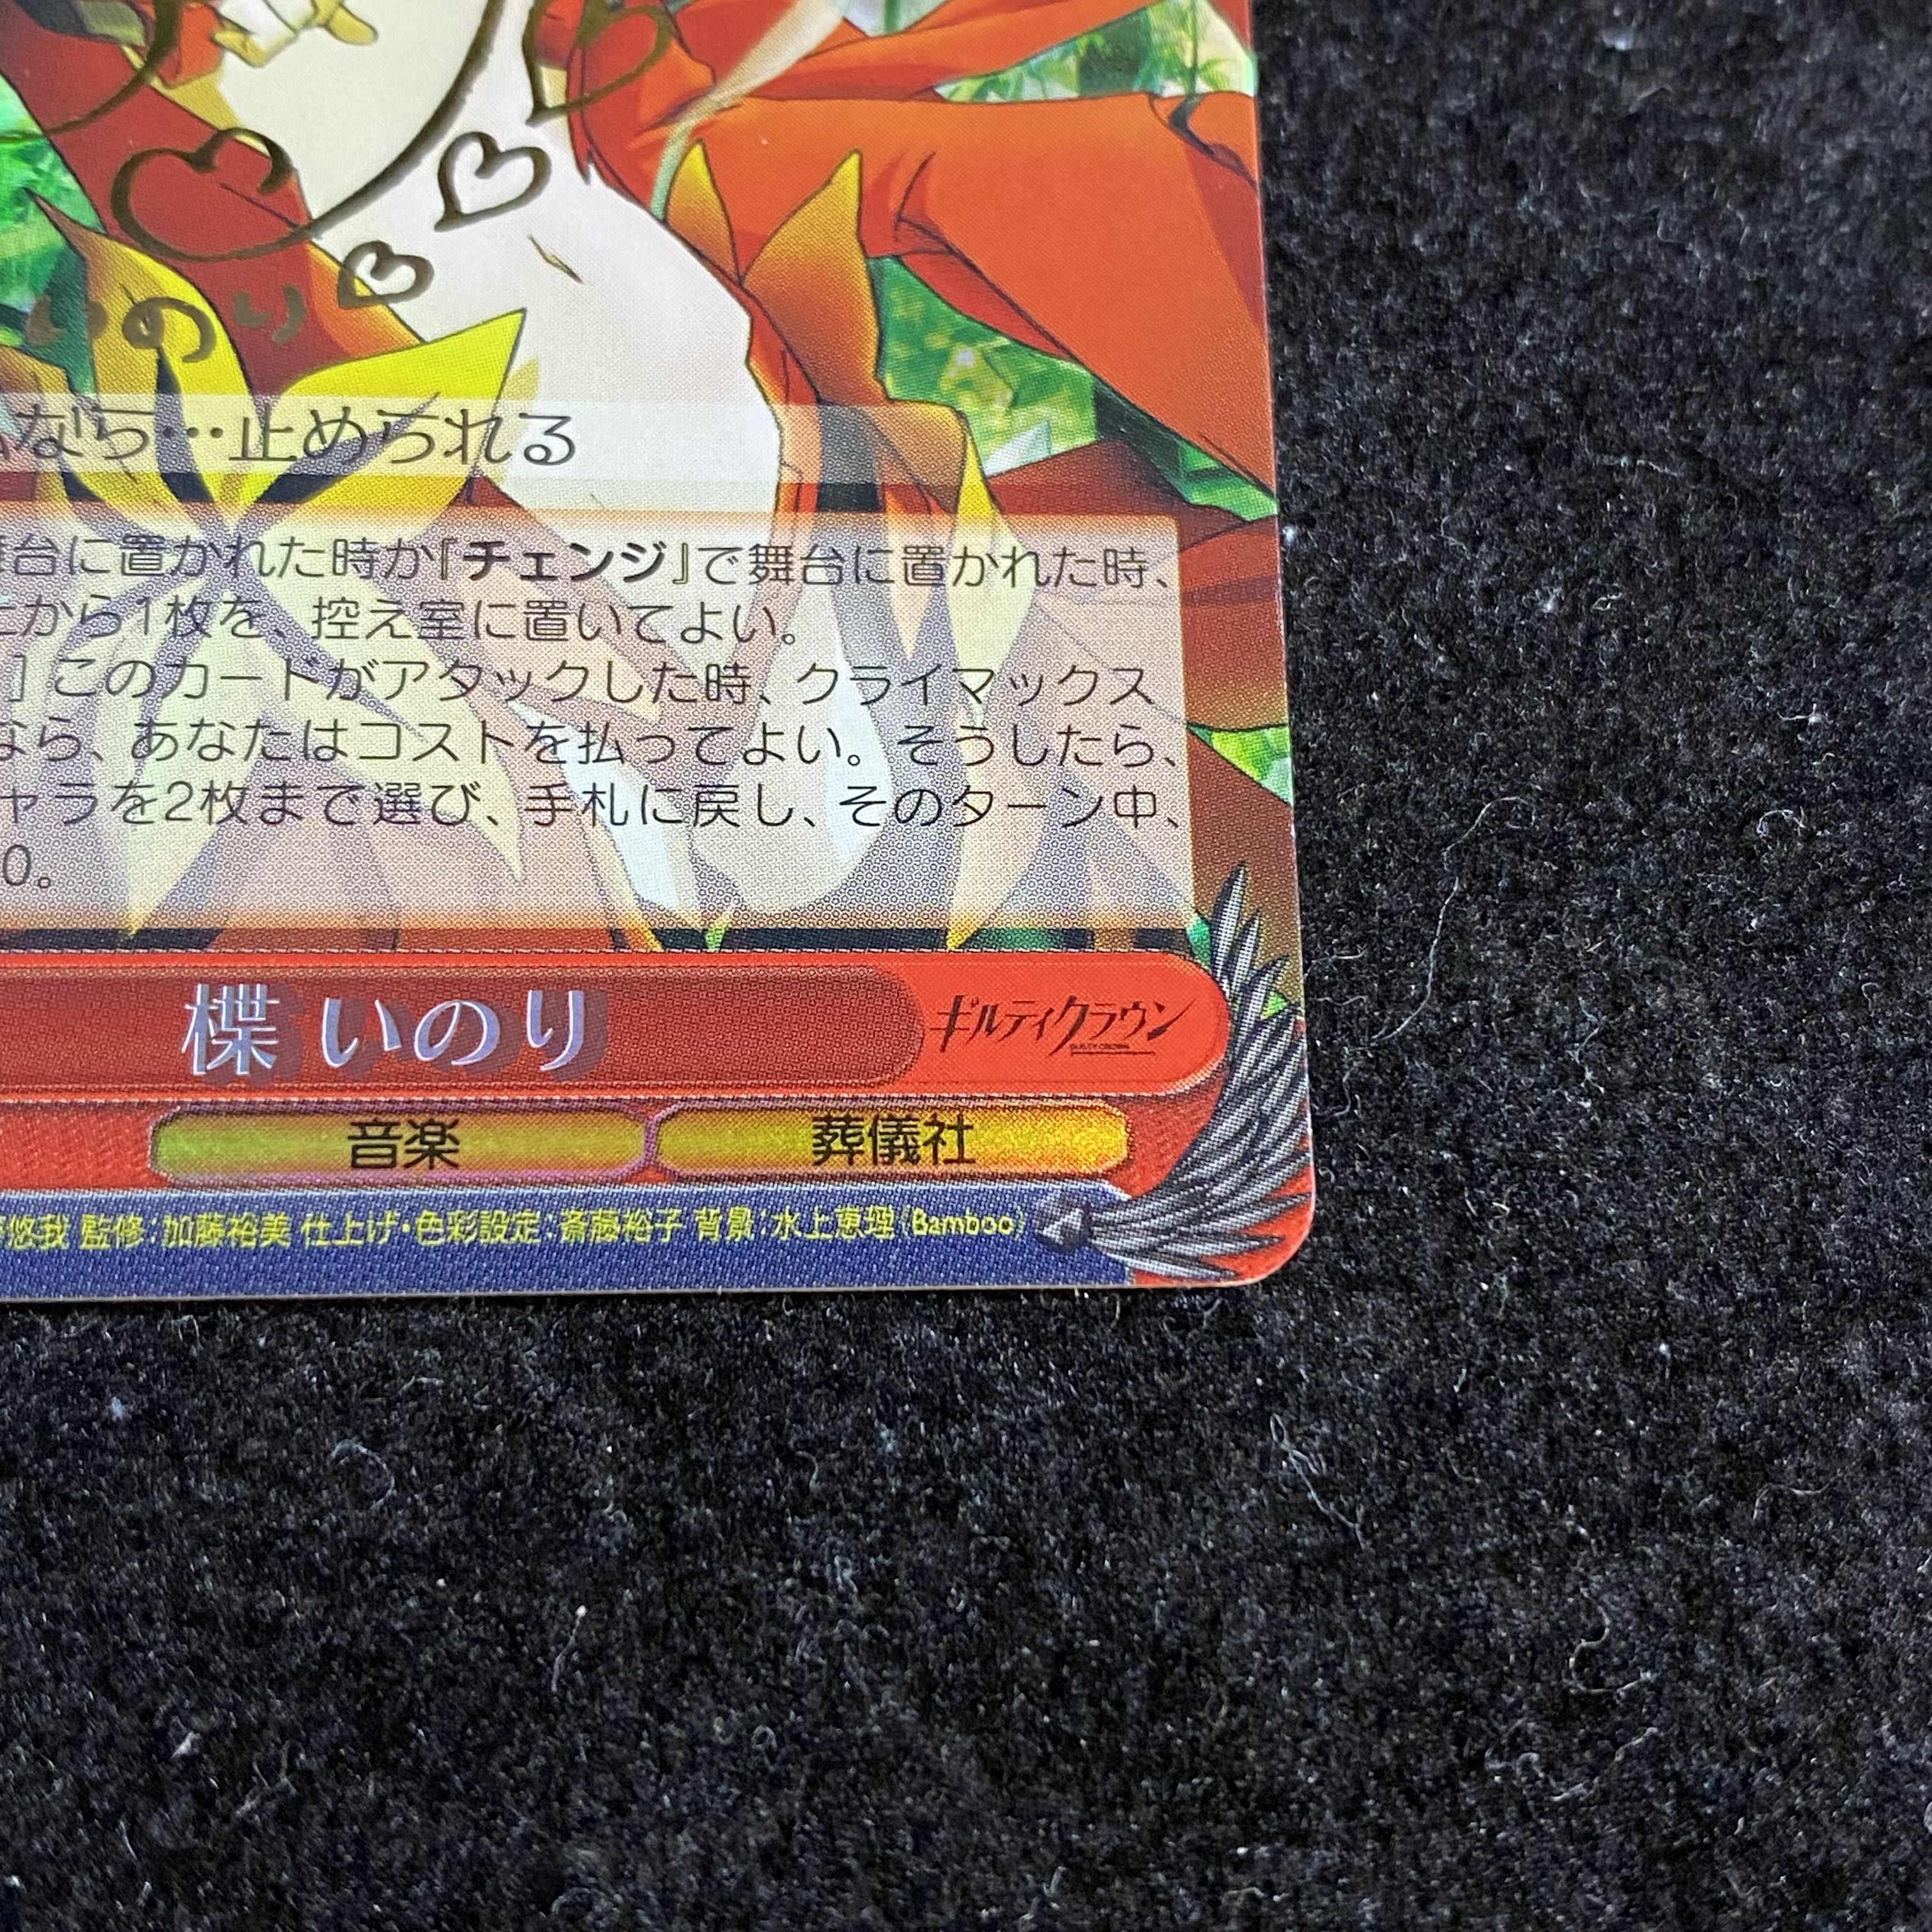 いのり
なら…止められる
舞台に置かれた時か『チェンジ』で舞台に置かれた時、
上から1枚を、控え室に置いてよい。
］このカードがアタックした時、クライマックス
なら、あなたはコストを払ってよい。そうしたら、
ャラを2枚まで選び、手札に戻し、そのターン中、
0。
楪 いのり
ギルティクラウン
GUILTY CROWN
音楽 葬儀社
悠我 監修：加藤裕美 仕上げ・色彩設定：斎藤裕子 背景：水上恵理（Bamboo）